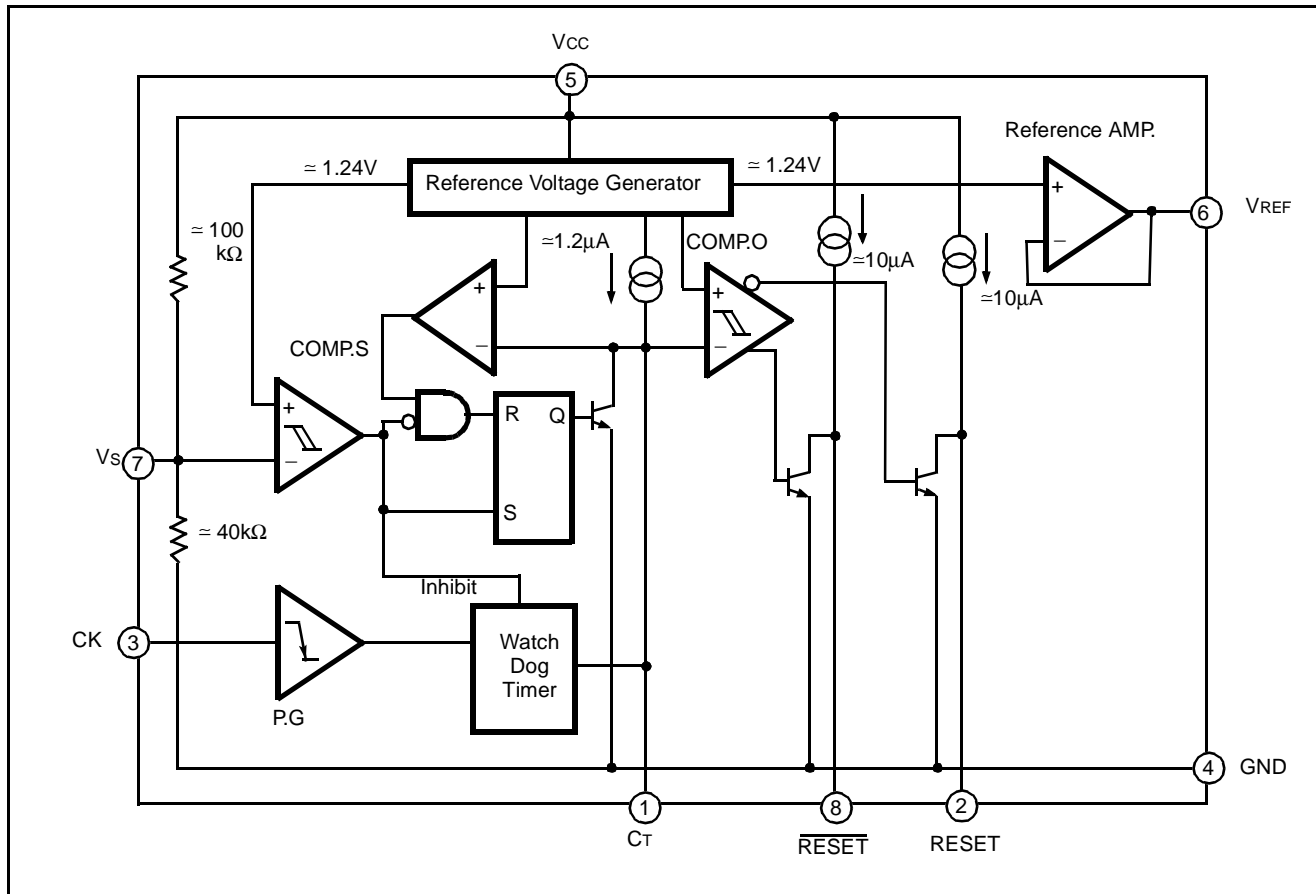 VCC
5
Reference AMP.
≃ 1.24V
≃ 1.24V
Reference Voltage Generator
+
−
6
VREF
≃ 100
kΩ
≃1.2μA
COMP.O
≃10μA
≃10μA
+
−
+
−
COMP.S
+
−
R
Q
S
VS
7
≃ 40kΩ
Inhibit
CK
3
Watch
Dog
Timer
P.G
4
GND
1
8
2
CT
RESET
RESET